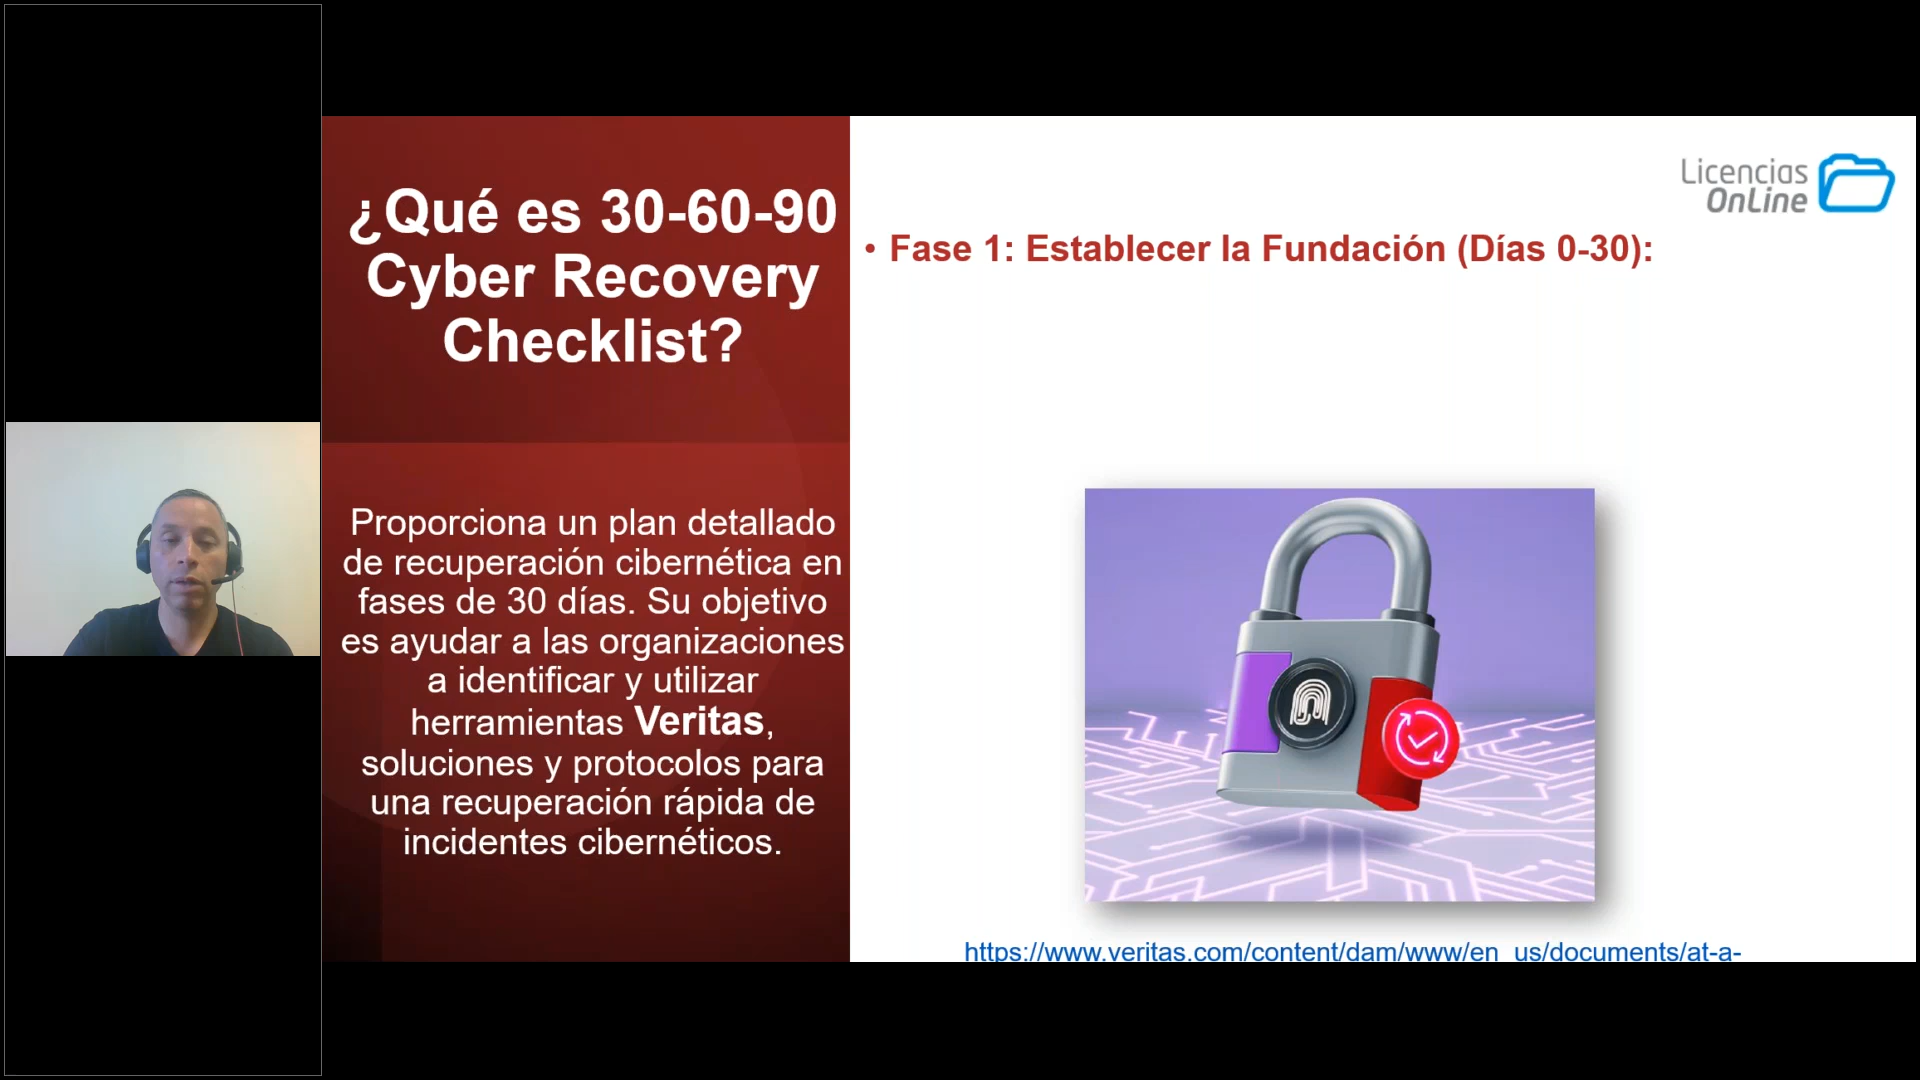 ¿Qué es 30-60-90
Cyber Recovery
Checklist?
Proporciona un plan detallado
de recuperación cibernética en
fases de 30 días. Su objetivo
es ayudar a las organizaciones
a identificar y utilizar
herramientas Veritas,
soluciones y protocolos para
una recuperación rápida de
incidentes cibernéticos.
Licencias
OnLine
• Fase 1: Establecer la Fundación (Días 0-30):
https://www.veritas.com/content/dam/www/en_us/documents/at-a-